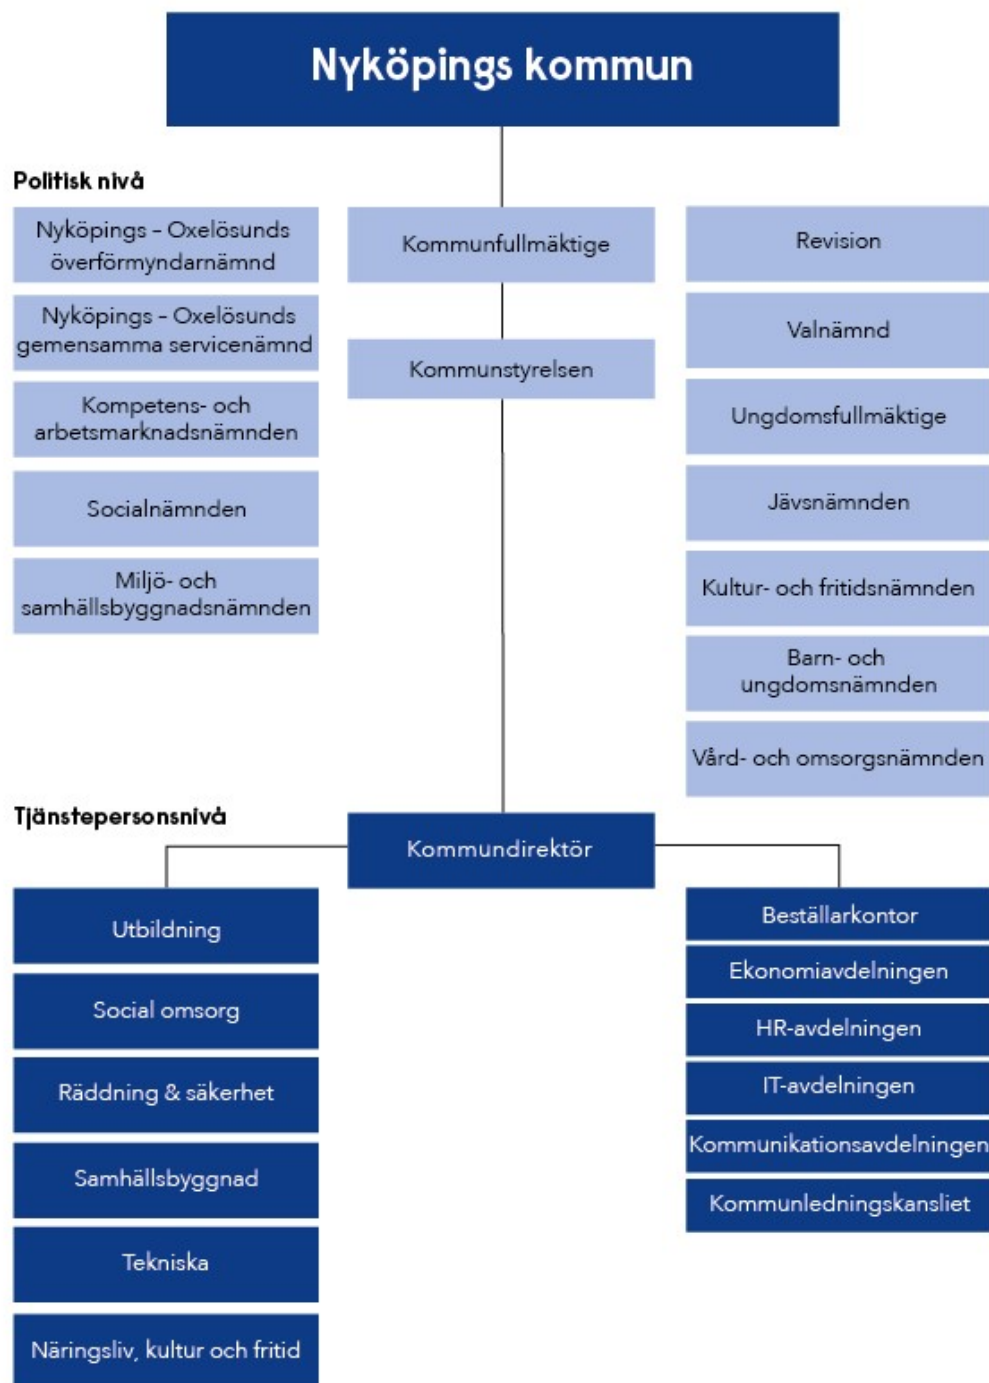 Nyköpings kommun
Politisk nivå
Nyköpings – Oxelösunds
överförmyndarnämnd
Nyköpings – Oxelösunds
gemensamma servicenämnd
Kompetens- och
arbetsmarknadsnämnden
Socialnämnden
Miljö- och
samhällsbyggnadsnämnden
Kommunfullmäktige
Kommunstyrelsen
Revision
Valnämnd
Ungdomsfullmäktige
Jävsnämnden
Kultur- och fritidsnämnden
Barn- och
ungdomsnämnden
Vård- och omsorgsnämnden
Tjänstepersonsnivå
Kommundirektör
Utbildning
Social omsorg
Räddning & säkerhet
Samhällsbyggnad
Tekniska
Näringsliv, kultur och fritid
Beställarkontor
Ekonomiavdelningen
HR-avdelningen
IT-avdelningen
Kommunikationsavdelningen
Kommunledningskansliet